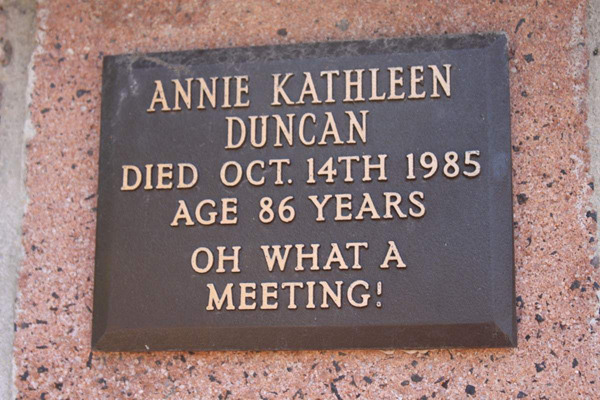 ANNIE KATHLEEN
DUNCAN
DIED OCT. 14TH 1985
AGE 86 YEARS
OH WHAT A
MEETING!